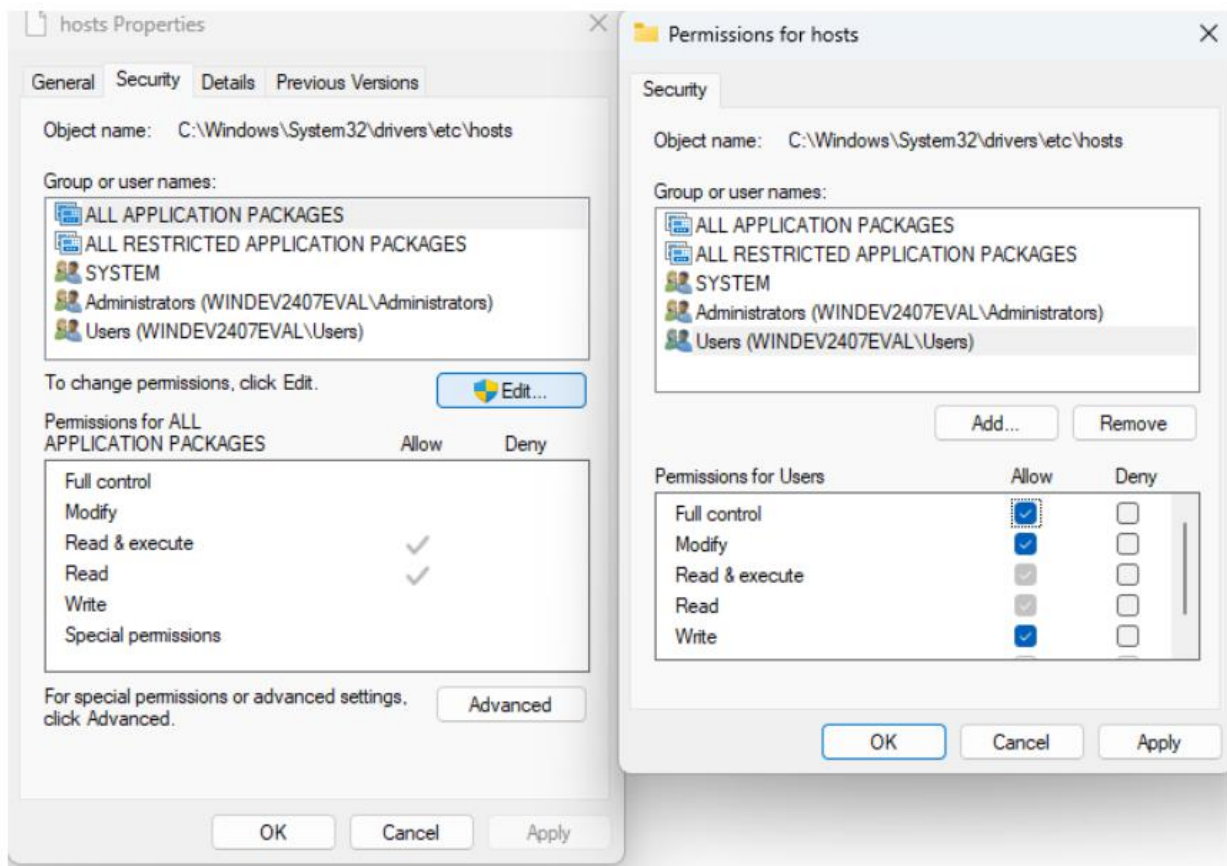 hosts Properties
General Security Details Previous Versions
Object name: C:\Windows\System32\drivers\etc\hosts
Group or user names:
ALL APPLICATION PACKAGES
ALL RESTRICTED APPLICATION PACKAGES
SYSTEM
Administrators (WINDEV2407EVAL\Administrators)
Users (WINDEV2407EVAL\Users)
To change permissions, click Edit.
Edit...
Permissions for ALL
APPLICATION PACKAGES Allow Deny
Full control
Modify
Read & execute
Read
Write
Special permissions
For special permissions or advanced settings,
click Advanced.
Advanced
OK Cancel Apply
Permissions for hosts
Security
Object name: C:\Windows\System32\drivers\etc\hosts
Group or user names:
ALL APPLICATION PACKAGES
ALL RESTRICTED APPLICATION PACKAGES
SYSTEM
Administrators (WINDEV2407EVAL\Administrators)
Users (WINDEV2407EVAL\Users)
Add... Remove
Permissions for Users Allow Deny
Full control
Modify
Read & execute
Read
Write
OK Cancel Apply